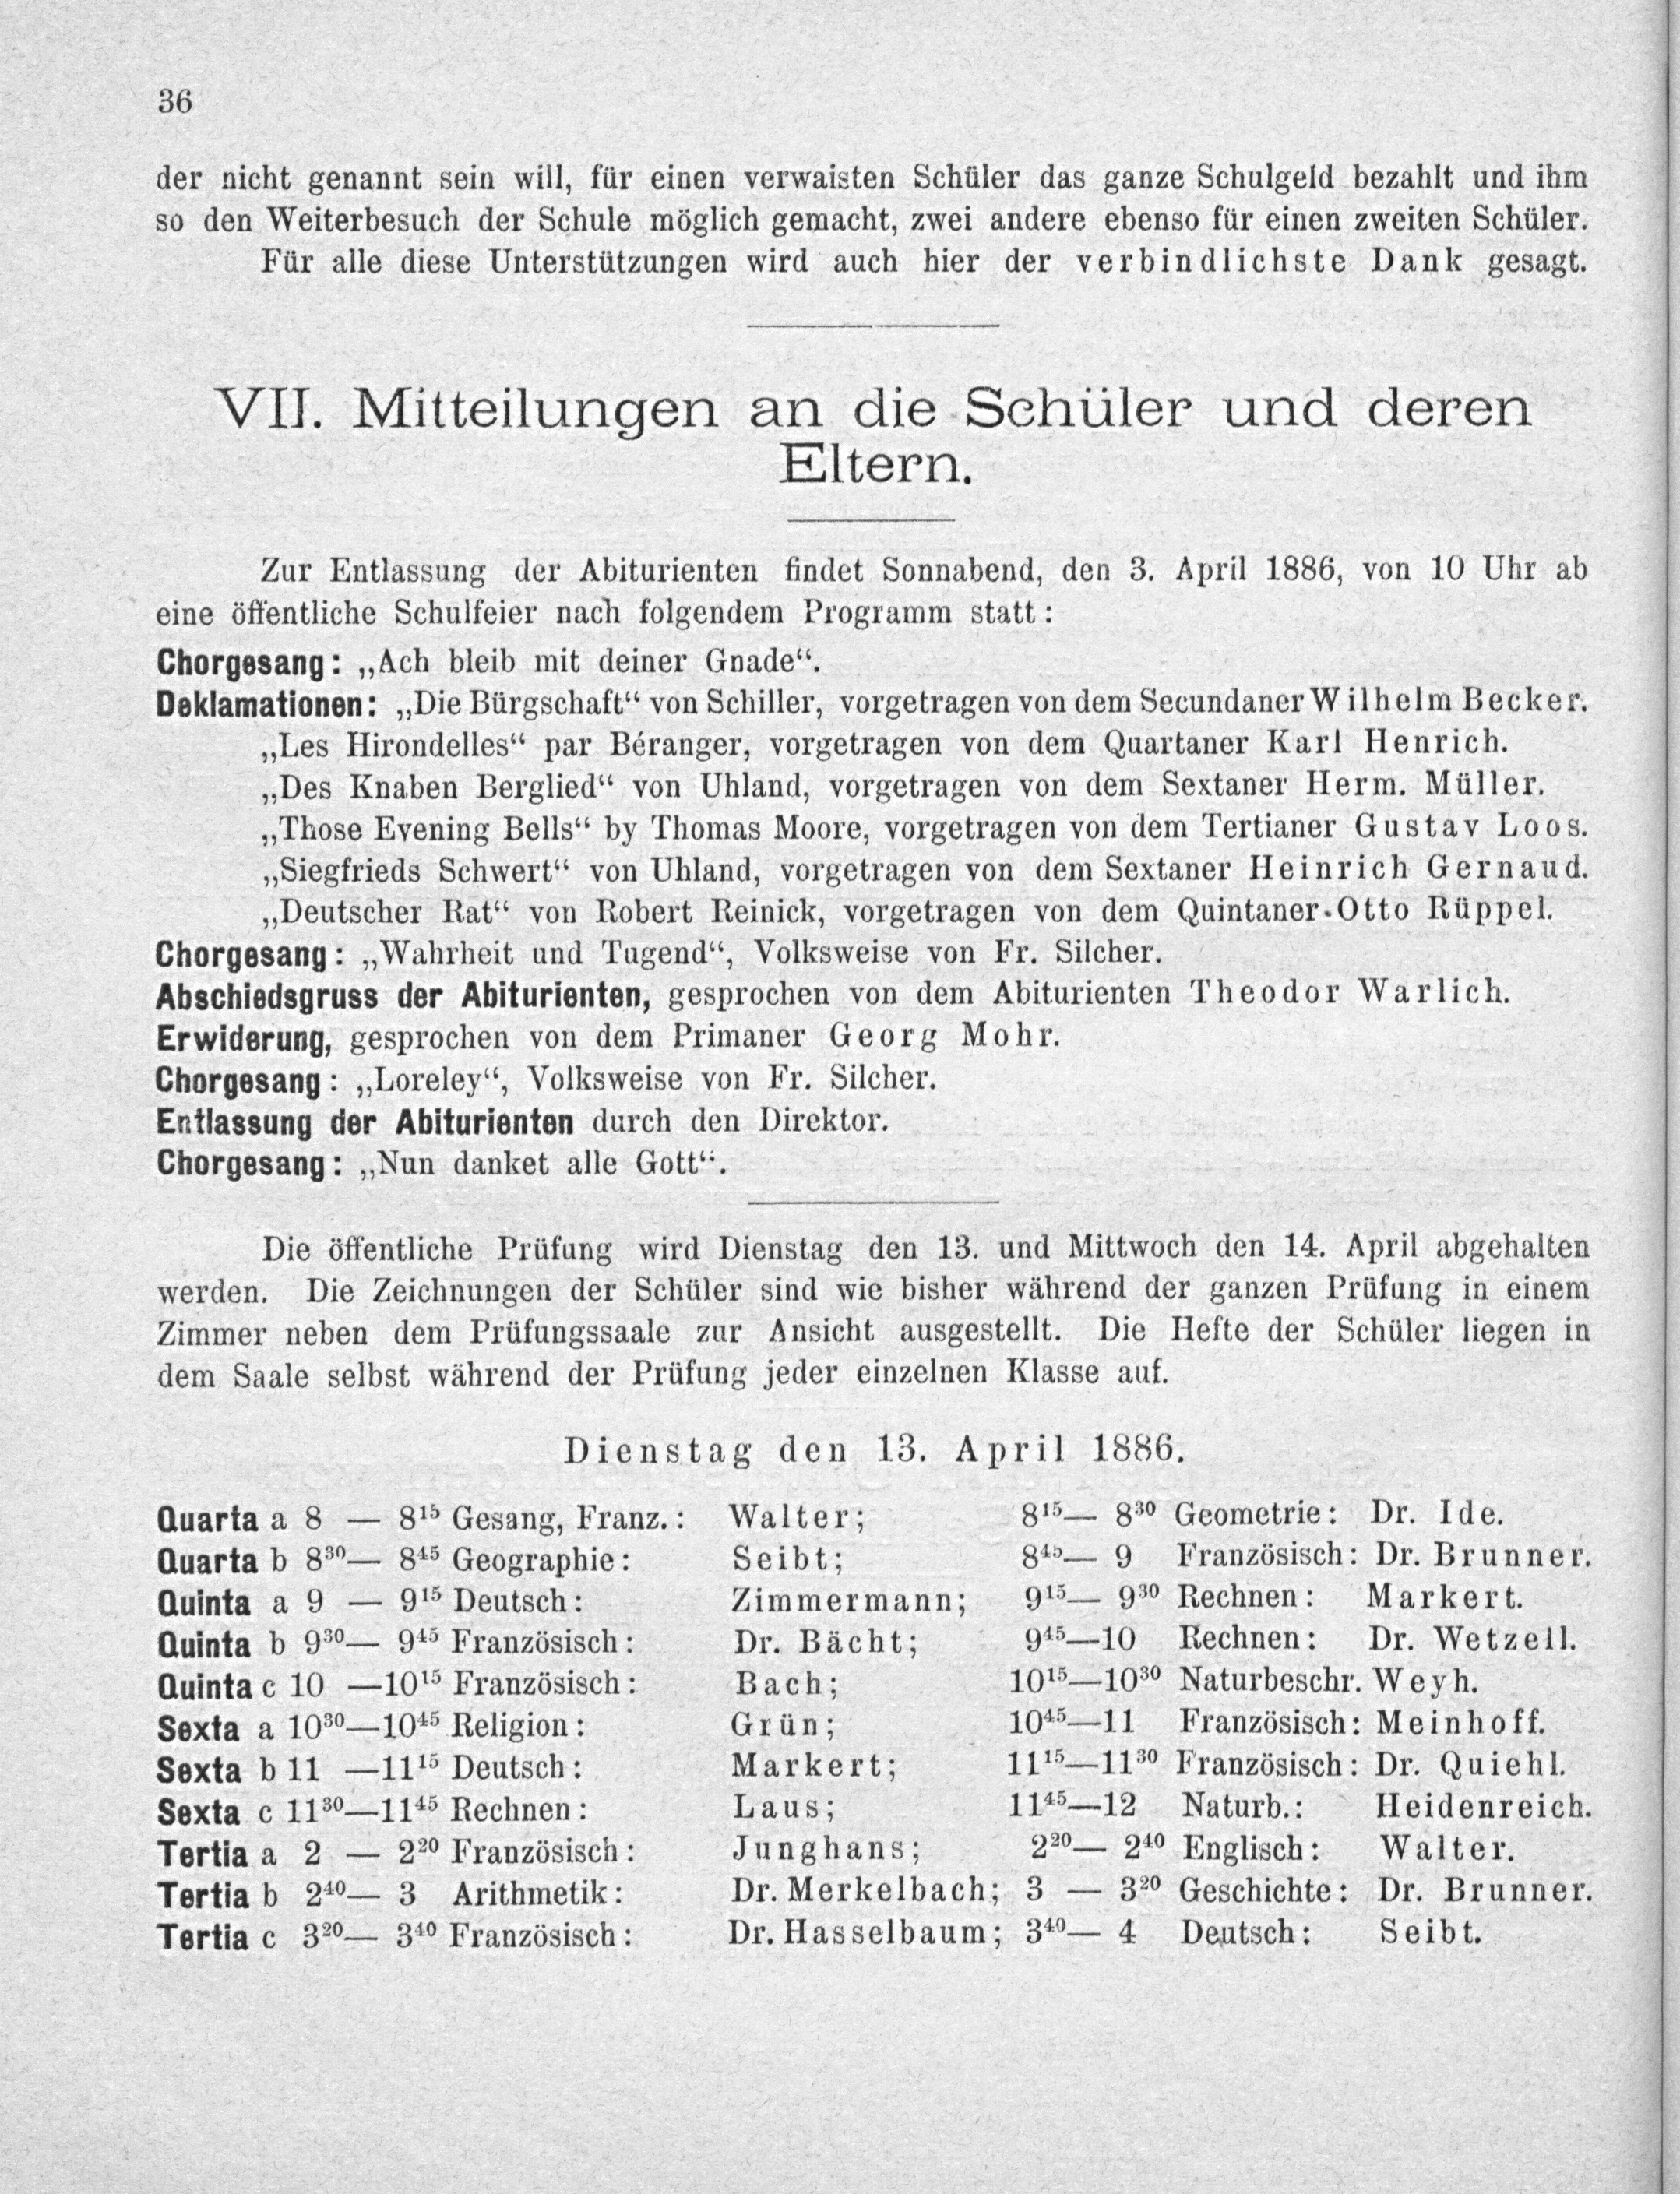 36
der nicht genannt sein will, für einen verwaisten Schüler das ganze Schulgeld bezahlt und ihm
so den Weiterbesuch der Schule möglich gemacht, zwei andere ebenso für einen zweiten Schüler.
Für alle diese Unterstützungen wird auch hier der verbindlichste Dank gesagt.
VII. Mitteilungen an die Schüler und deren
Eltern.
Zur Entlassung der Abiturienten findet Sonnabend, den 3. April 1886, von 10 Uhr ab
eine öffentliche Schulfeier nach folgendem Programm statt:
Chorgesang: „Ach bleib mit deiner Gnade“.
Deklamationen: „Die Bürgschaft“ von Schiller, vorgetragen von dem Secundaner Wilhelm Becker.
„Les Hirondelles“ par Béranger, vorgetragen von dem Quartaner Karl Henrich.
„Des Knaben Berglied“ von Uhland, vorgetragen von dem Sextaner Herm. Müller.
„Those Evening Bells“ by Thomas Moore, vorgetragen von dem Tertianer Gustav Loos.
„Siegfrieds Schwert“ von Uhland, vorgetragen von dem Sextaner Heinrich Gernaud.
„Deutscher Rat“ von Robert Reinick, vorgetragen von dem Quintaner Otto Rüppel.
Chorgesang: „Wahrheit und Tugend“, Volksweise von Fr. Silcher.
Abschiedsgruss der Abiturienten, gesprochen von dem Abiturienten Theodor Warlich.
Erwiderung, gesprochen von dem Primaner Georg Mohr.
Chorgesang: „Loreley“, Volksweise von Fr. Silcher.
Entlassung der Abiturienten durch den Direktor.
Chorgesang: „Nun danket alle Gott“.
Die öffentliche Prüfung wird Dienstag den 13. und Mittwoch den 14. April abgehalten
werden. Die Zeichnungen der Schüler sind wie bisher während der ganzen Prüfung in einem
Zimmer neben dem Prüfungssaale zur Ansicht ausgestellt. Die Hefte der Schüler liegen in
dem Saale selbst während der Prüfung jeder einzelnen Klasse auf.
Dienstag den 13. April 1886.
Quarta a 8 — 8¹⁵ Gesang, Franz.: Walter; 8¹⁵— 8³⁰ Geometrie: Dr. Ide.
Quarta b 8³⁰— 8⁴⁵ Geographie: Seibt; 8⁴⁵— 9 Französisch: Dr. Brunner.
Quinta a 9 — 9¹⁵ Deutsch: Zimmermann; 9¹⁵— 9³⁰ Rechnen: Markert.
Quinta b 9³⁰— 9⁴⁵ Französisch: Dr. Bächt; 9⁴⁵—10 Rechnen: Dr. Wetzell.
Quinta c 10 —10¹⁵ Französisch: Bach; 10¹⁵—10³⁰ Naturbeschr. Weyh.
Sexta a 10³⁰—10⁴⁵ Religion: Grün; 10⁴⁵—11 Französisch: Meinhoff.
Sexta b 11 —11¹⁵ Deutsch: Markert; 11¹⁵—11³⁰ Französisch: Dr. Quiehl.
Sexta c 11³⁰—11⁴⁵ Rechnen: Laus; 11⁴⁵—12 Naturb.: Heidenreich.
Tertia a 2 — 2²⁰ Französisch: Junghans; 2²⁰— 2⁴⁰ Englisch: Walter.
Tertia b 2⁴⁰— 3 Arithmetik: Dr. Merkelbach; 3 — 3²⁰ Geschichte: Dr. Brunner.
Tertia c 3²⁰— 3⁴⁰ Französisch: Dr. Hasselbaum; 3⁴⁰— 4 Deutsch: Seibt.